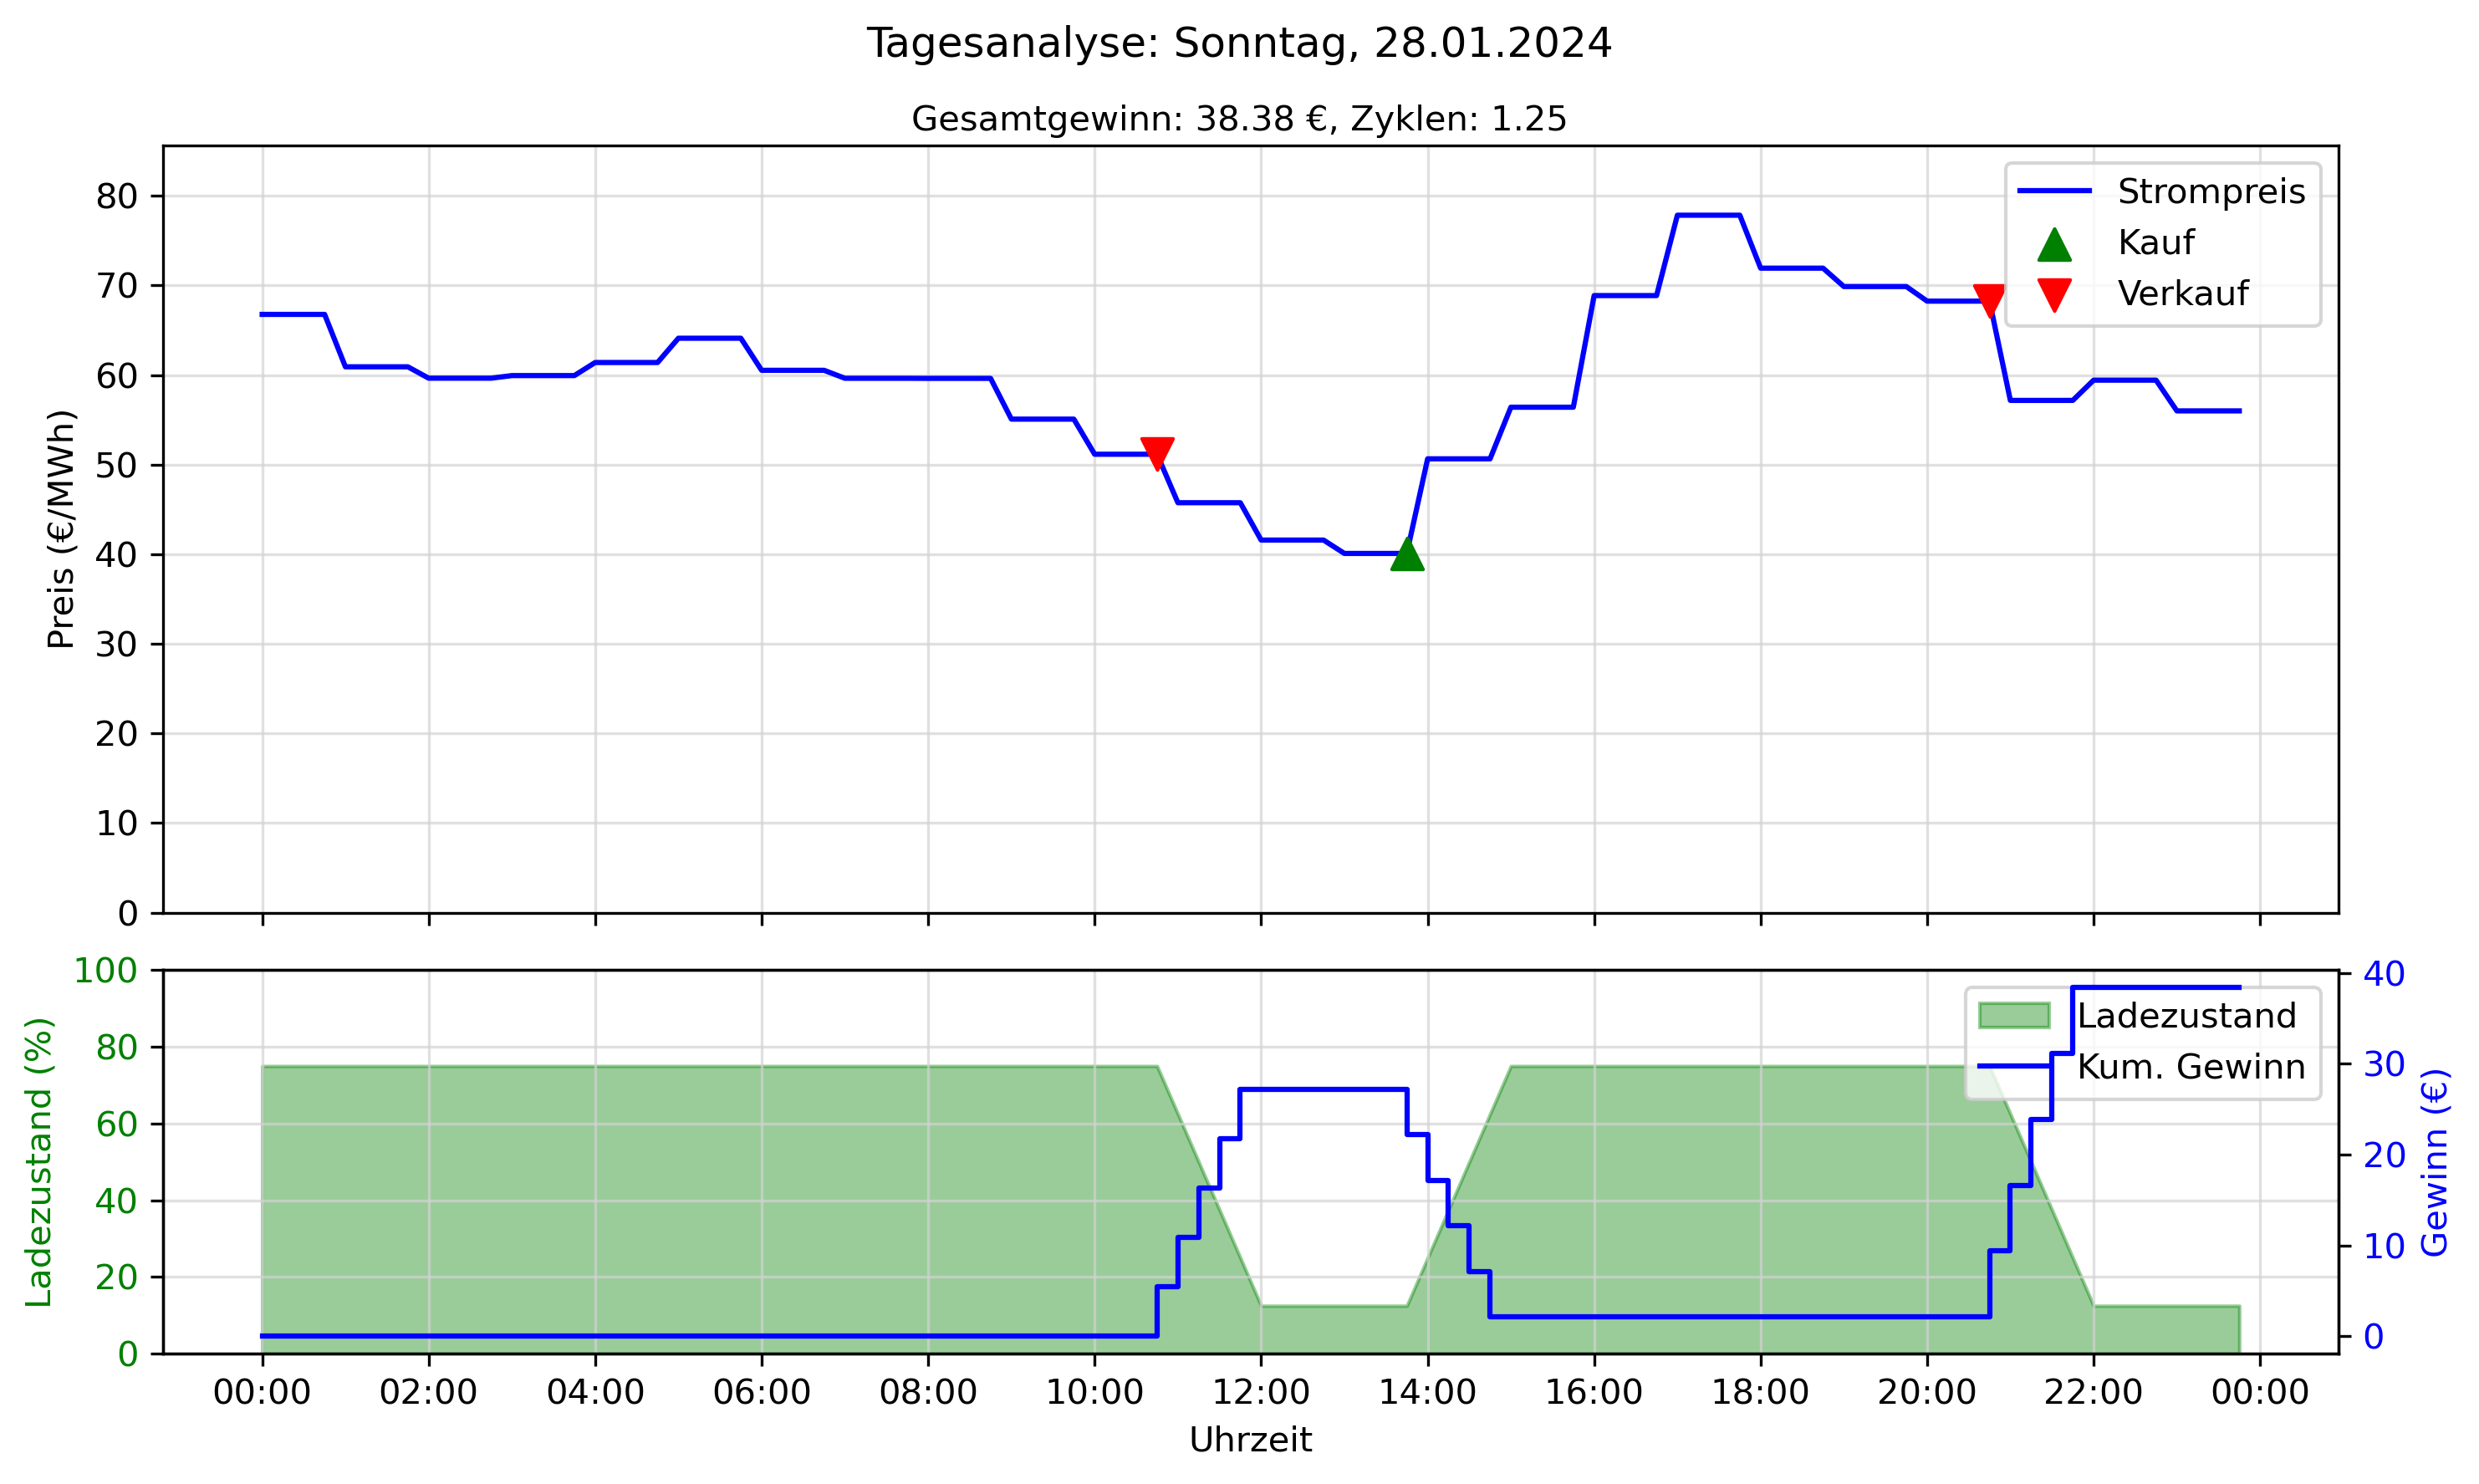 Tagesanalyse: Sonntag, 28.01.2024
Gesamtgewinn: 38.38 €, Zyklen: 1.25
Preis (€/MWh)
80
70
60
50
40
30
20
10
0
Strompreis
Kauf
Verkauf
Ladezustand (%)
100
80
60
40
20
0
Ladezustand
Kum. Gewinn
40
30
20
10
0
Gewinn (€)
00:00 02:00 04:00 06:00 08:00 10:00 12:00 14:00 16:00 18:00 20:00 22:00 00:00
Uhrzeit